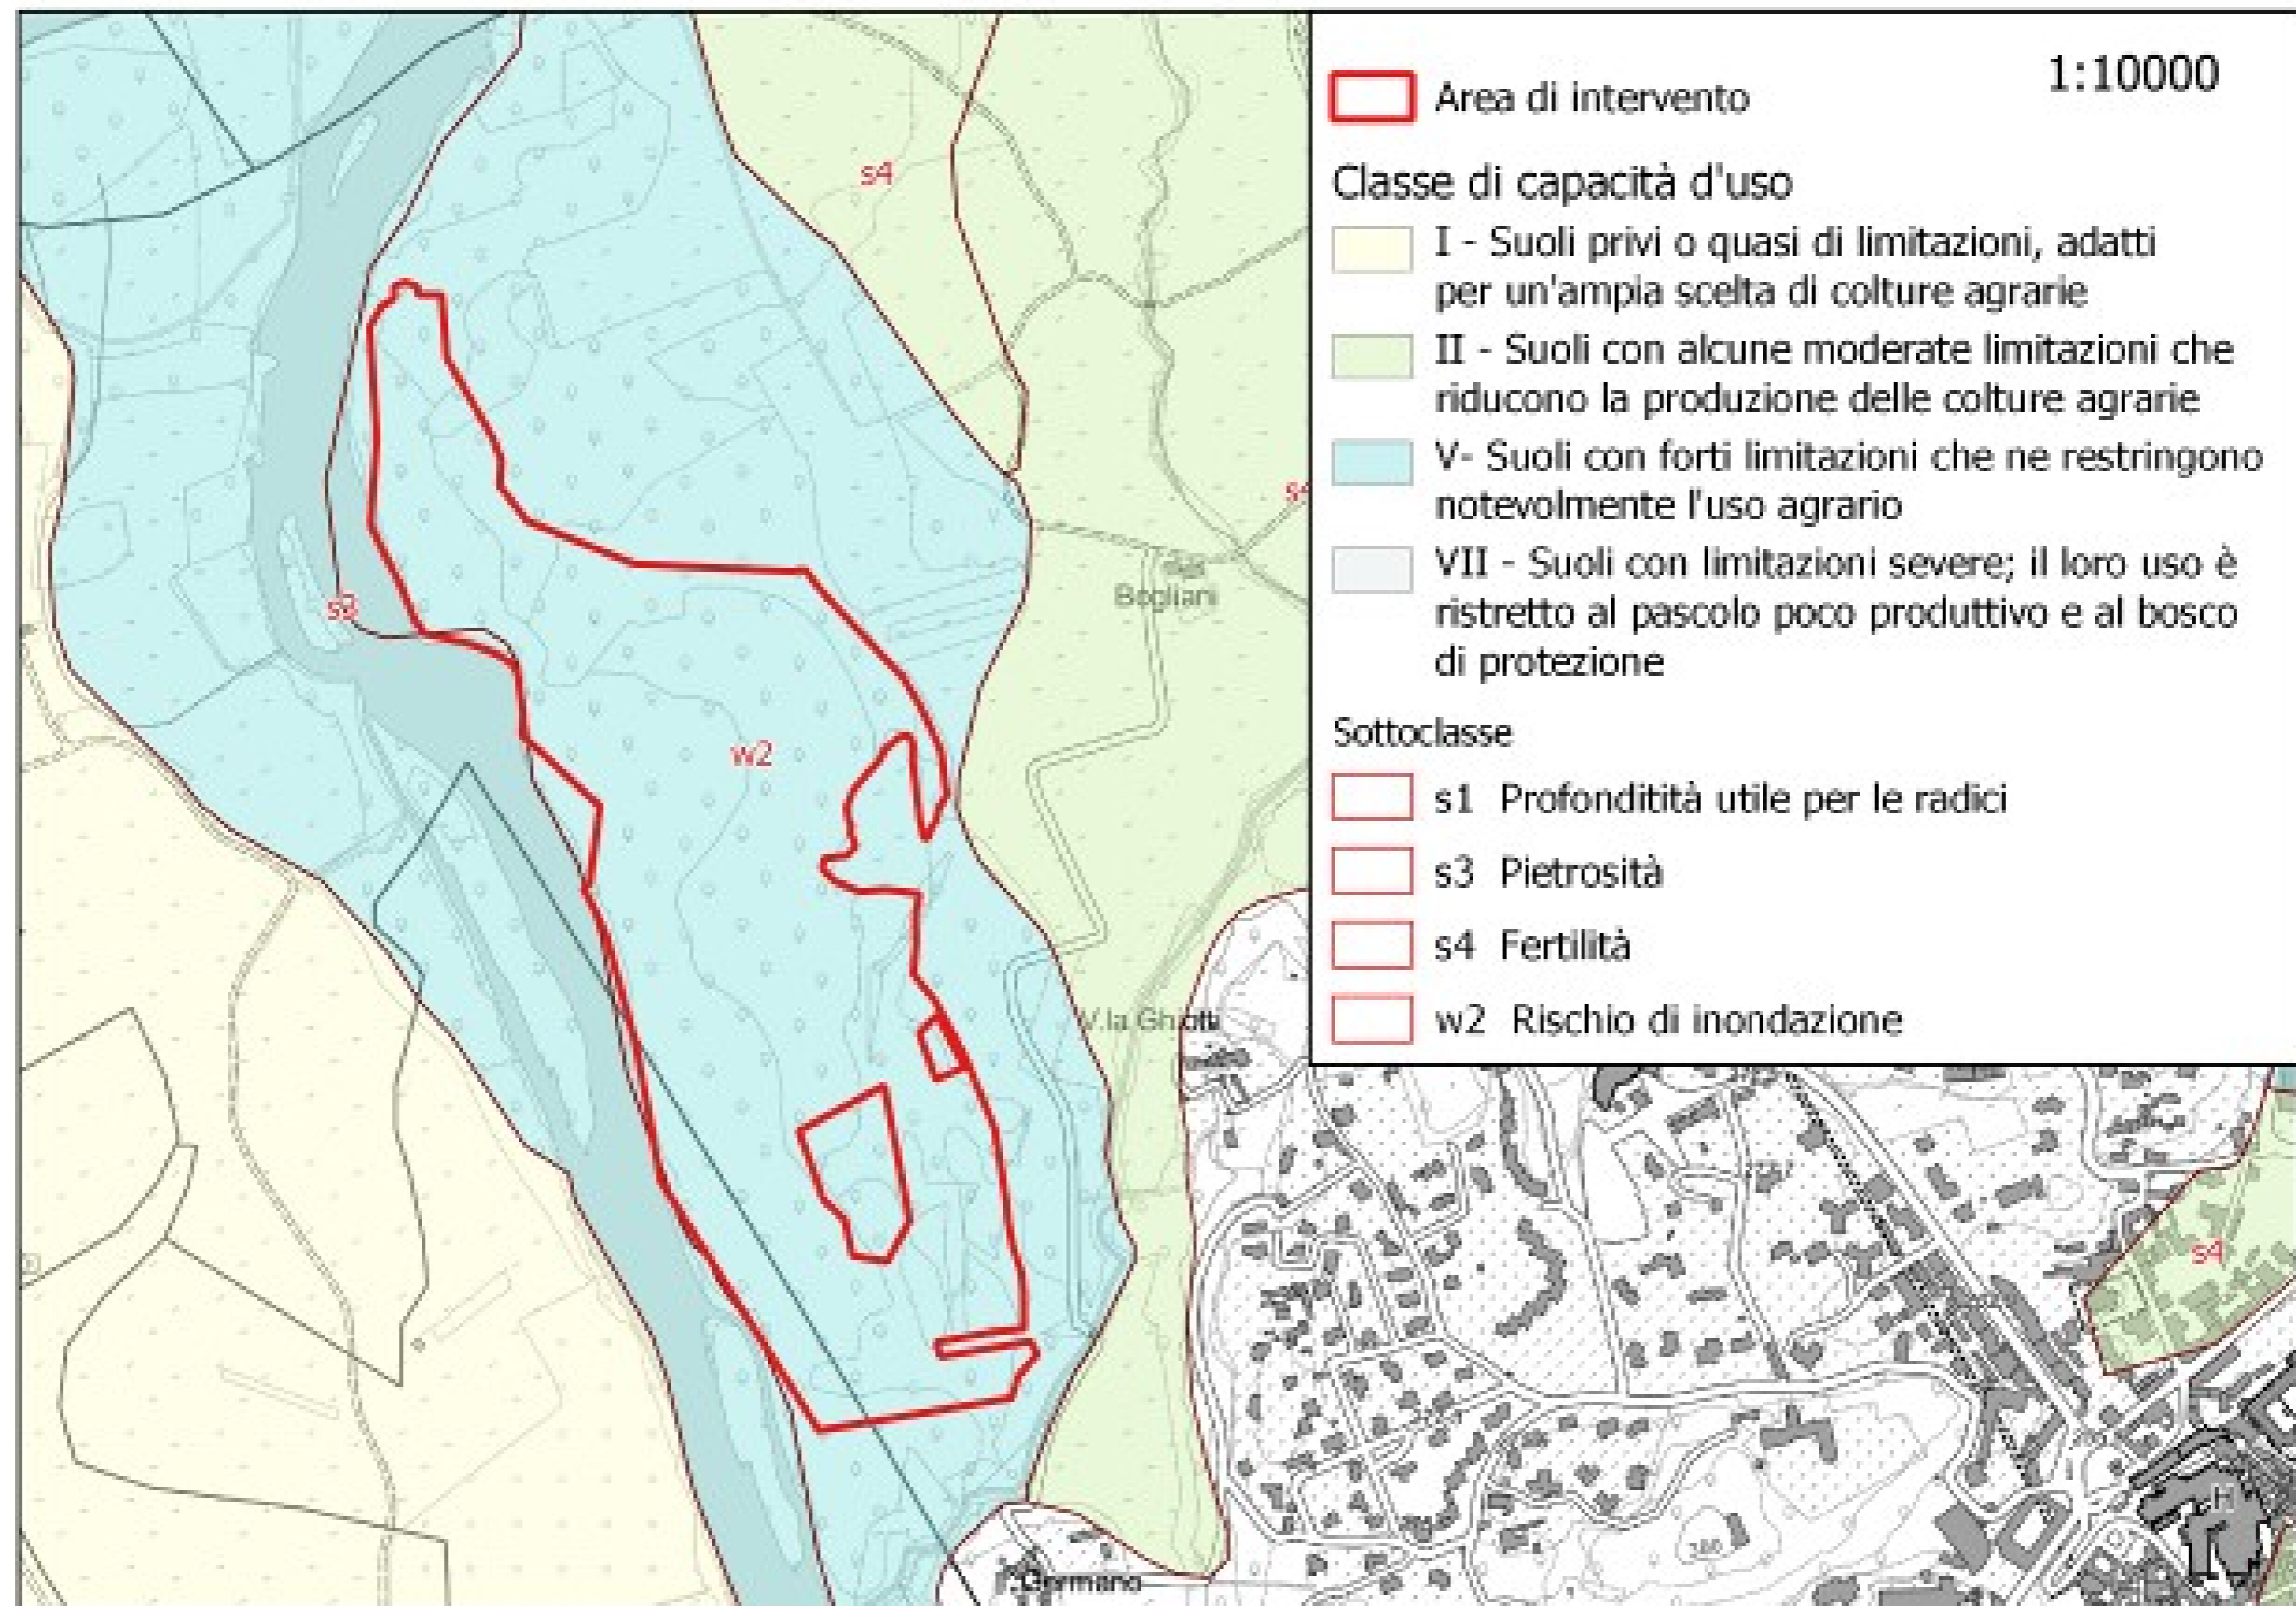 1:10000
Area di intervento
Classe di capacità d'uso
I - Suoli privi o quasi di limitazioni, adatti
per un'ampia scelta di colture agrarie
II - Suoli con alcune moderate limitazioni che
riducono la produzione delle colture agrarie
V- Suoli con forti limitazioni che ne restringono
notevolmente l'uso agrario
VII - Suoli con limitazioni severe; il loro uso è
ristretto al pascolo poco produttivo e al bosco
di protezione
Sottoclasse
s1 Profonditità utile per le radici
s3 Pietrosità
s4 Fertilità
w2 Rischio di inondazione
s4
Bogliani
s3
w2
V.la Ghiotti
s4
H